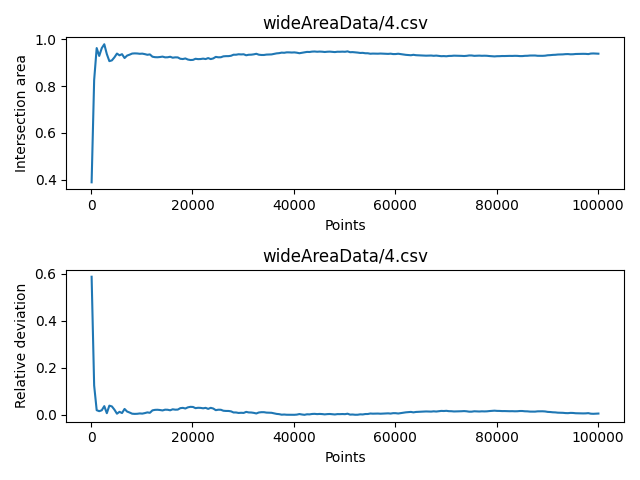 wideAreaData/4.csv
1.0
0.8
0.6
0.4
Intersection area
0 20000 40000 60000 80000 100000
Points
wideAreaData/4.csv
0.6
0.4
0.2
0.0
Relative deviation
0 20000 40000 60000 80000 100000
Points